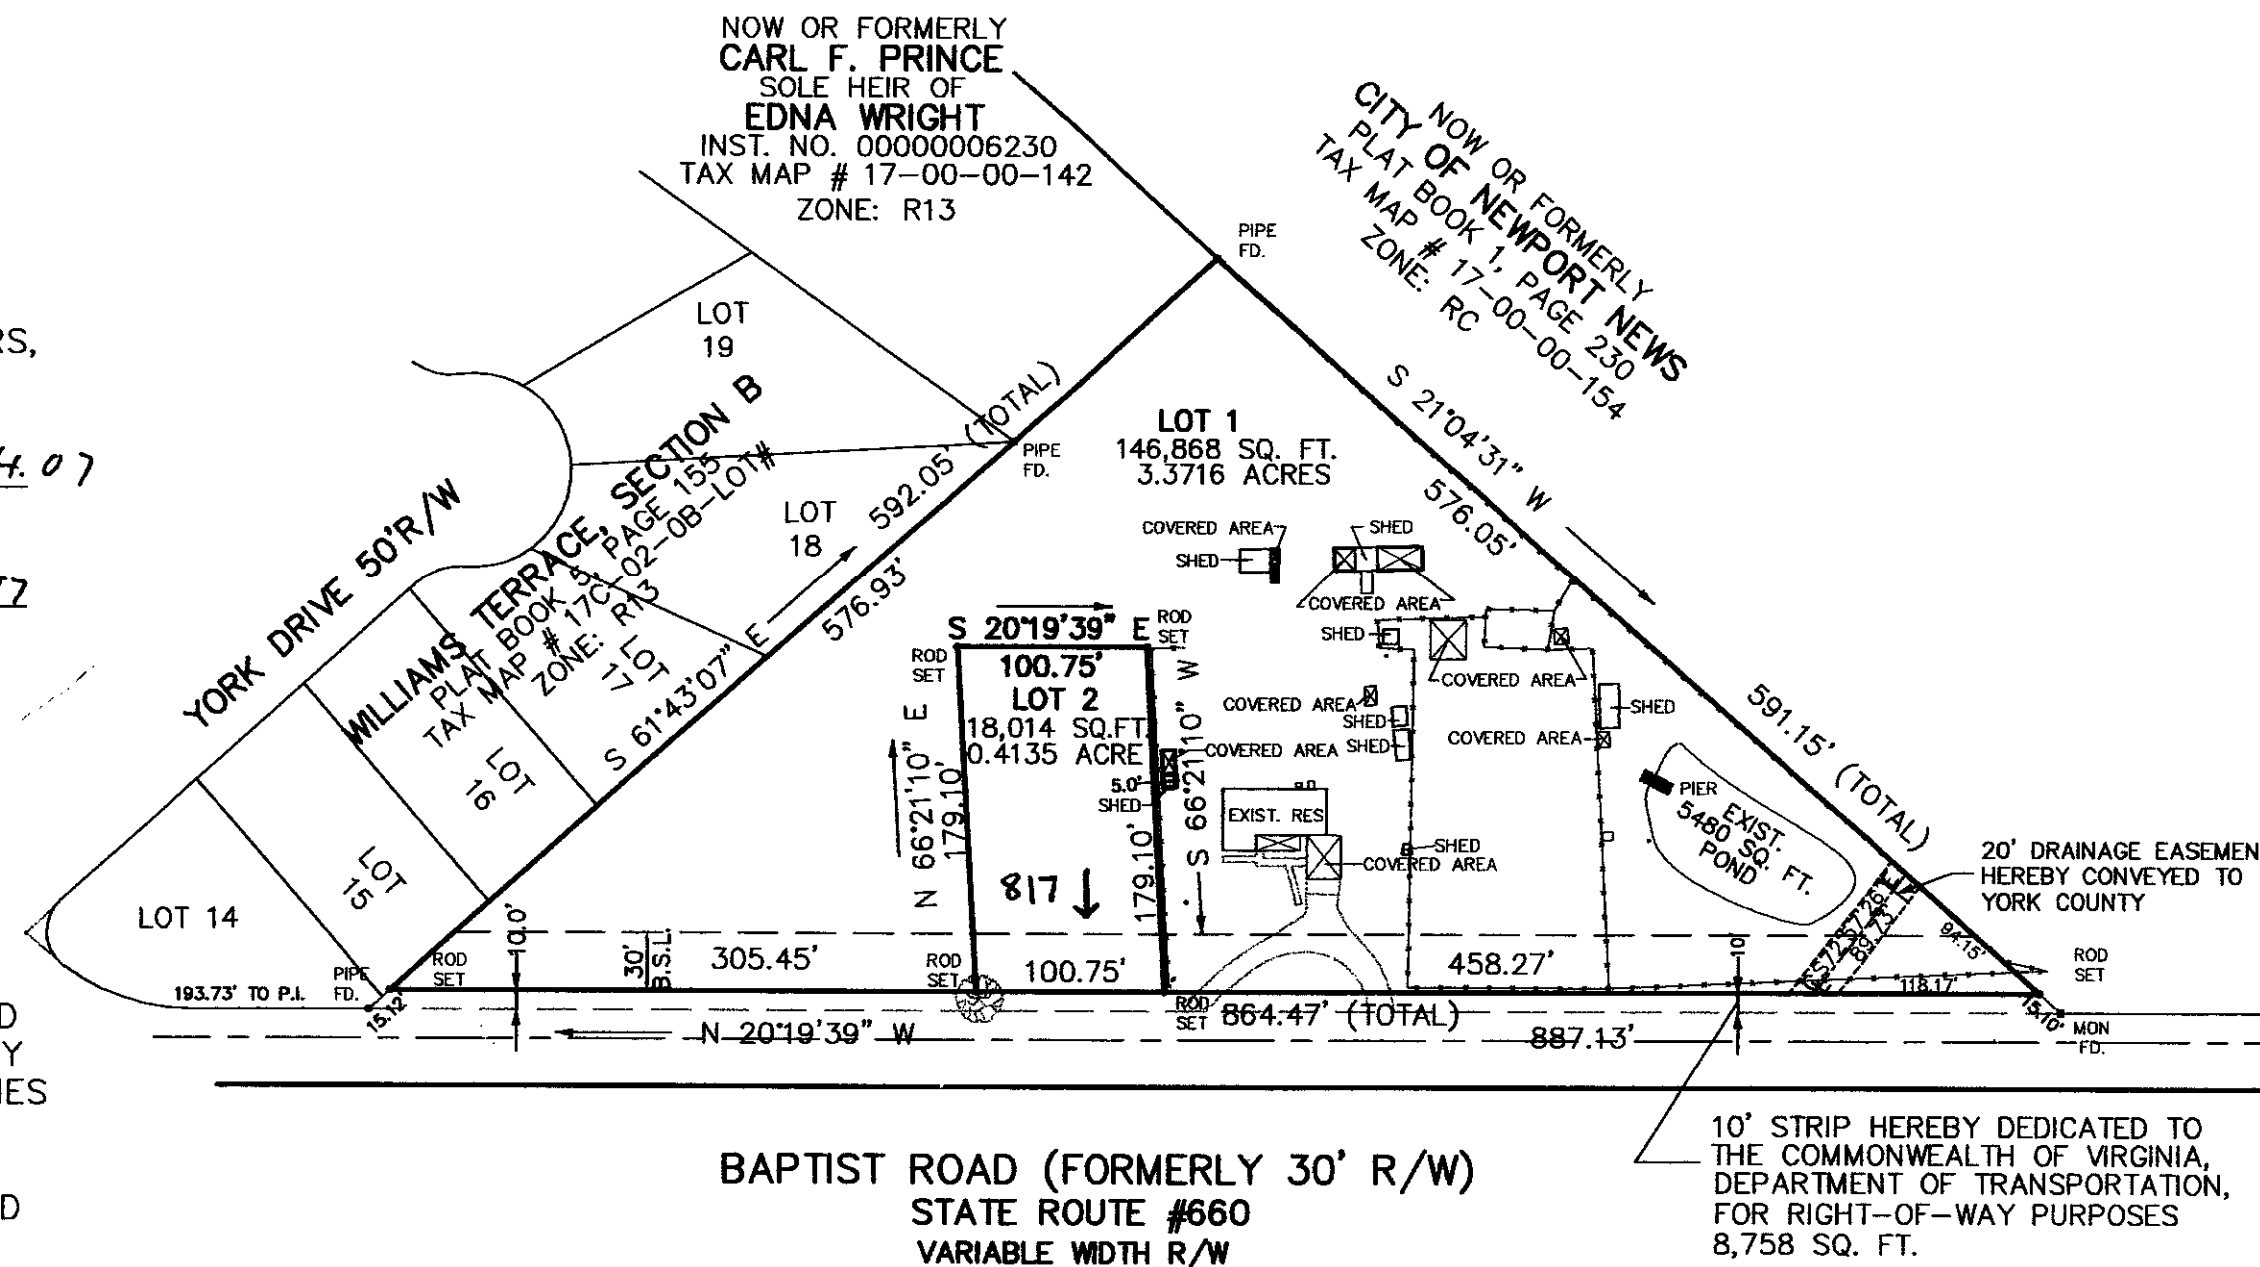 NOW OR FORMERLY
CARL F. PRINCE
SOLE HEIR OF
EDNA WRIGHT
INST. NO. 00000006230
TAX MAP # 17-00-00-142
ZONE: R13
NOW OR FORMERLY
CITY OF NEWPORT NEWS
PLAT BOOK 1, PAGE 230
TAX MAP # 17-00-00-154
ZONE: RC
PIPE
FD.
RS,
4.07
LOT
19
(TOTAL)
592.05'
PIPE
FD.
LOT 1
146,868 SQ. FT.
3.3716 ACRES
S 21°04'31" W
576.05'
591.15' (TOTAL)
YORK DRIVE 50'R/W
WILLIAMS TERRACE, SECTION B
PLAT BOOK 5, PAGE 155
TAX MAP # 17C-02-0B-LOT#
ZONE: R13
LOT
18
LOT
17
LOT
16
LOT
15
LOT 14
S 61°43'07" E
576.93'
COVERED AREA
SHED
SHED
COVERED AREA
SHED
COVERED AREA
COVERED AREA
SHED
COVERED AREA
SHED
COVERED AREA
SHED
COVERED AREA
S 20°19'39" E
ROD
SET
ROD
SET
100.75'
LOT 2
18,014 SQ.FT.
0.4135 ACRE
5.0'
SHED
N 66°21'10" E
179.10'
179.10'
S 66°21'10" W
817
EXIST. RES
SHED
COVERED AREA
PIER
EXIST.
5480 SQ. FT.
POND
20' DRAINAGE EASEMEN
HEREBY CONVEYED TO
YORK COUNTY
89.73'
94.15'
ROD
SET
118.17'
10.0'
30'
B.S.L.
305.45'
ROD
SET
ROD
SET
100.75'
458.27'
10'
PIPE
FD.
193.73' TO P.I.
15.12'
ROD
SET
864.47' (TOTAL)
N 20°19'39" W
887.13'
15.10'
MON
FD.
D
Y
IES
D
BAPTIST ROAD (FORMERLY 30' R/W)
STATE ROUTE #660
VARIABLE WIDTH R/W
10' STRIP HEREBY DEDICATED TO
THE COMMONWEALTH OF VIRGINIA,
DEPARTMENT OF TRANSPORTATION,
FOR RIGHT-OF-WAY PURPOSES
8,758 SQ. FT.